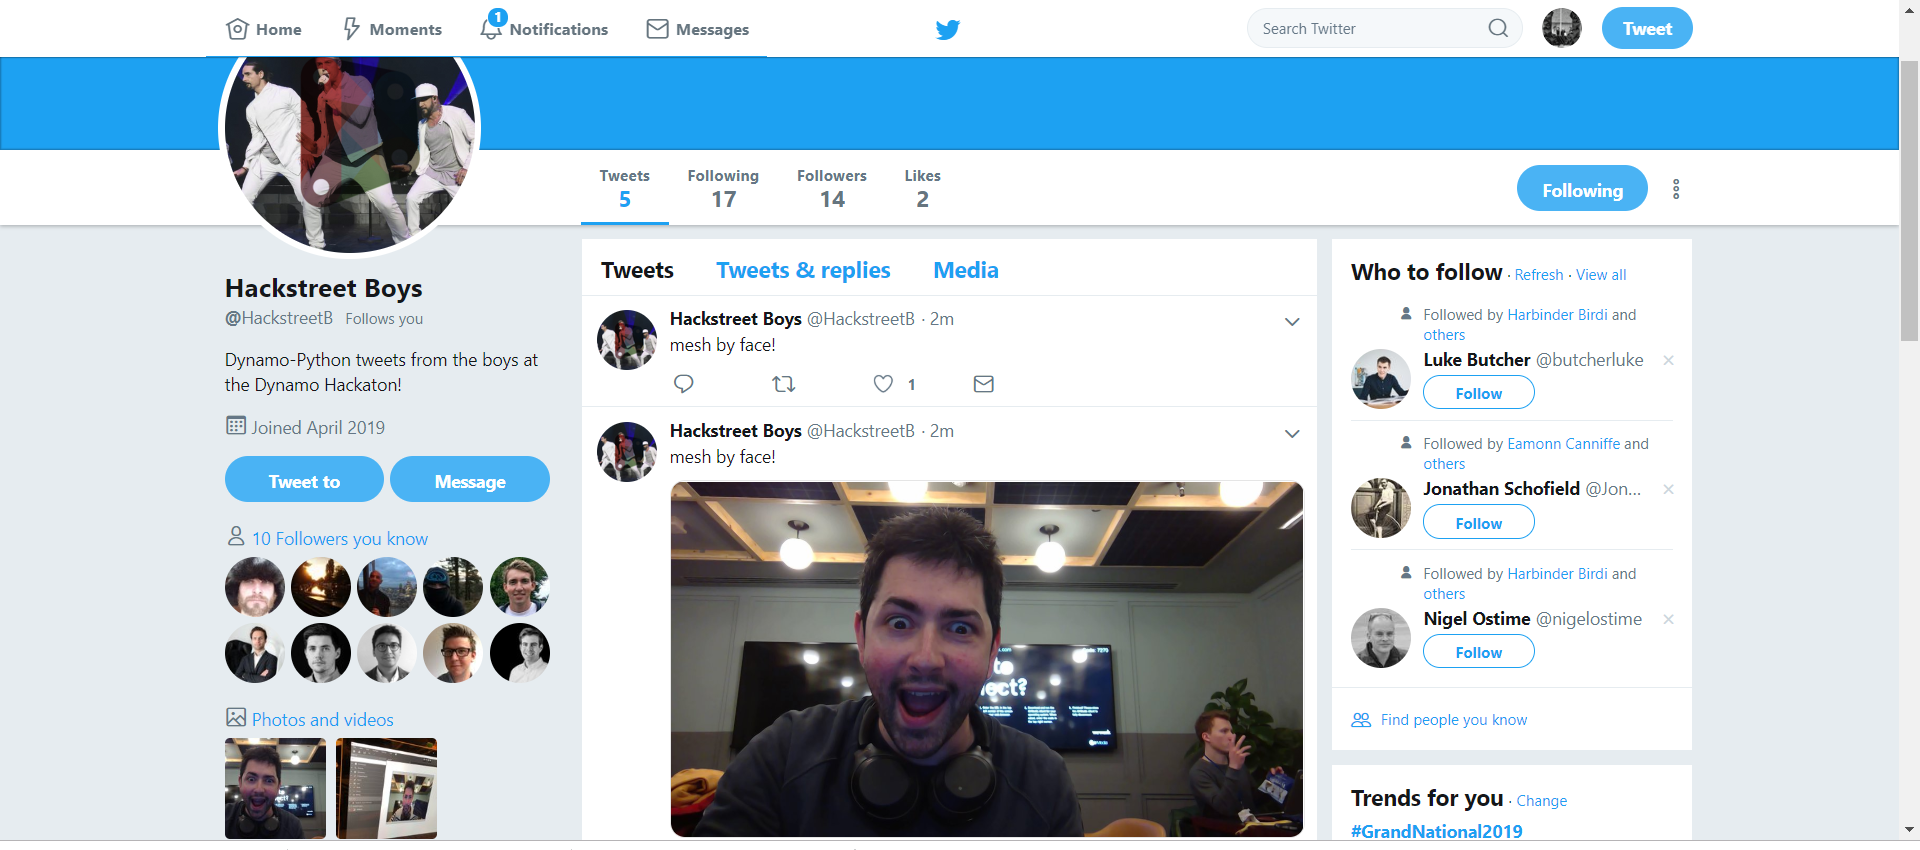 Home
Moments
1
Notifications
Messages
Search Twitter
Tweet
Tweets
5
Following
17
Followers
14
Likes
2
Following
Hackstreet Boys
@HackstreetB Follows you
Dynamo-Python tweets from the boys at
the Dynamo Hackaton!
Joined April 2019
Tweet to
Message
10 Followers you know
Photos and videos
Tweets
Tweets & replies
Media
Hackstreet Boys @HackstreetB · 2m
mesh by face!
1
Hackstreet Boys @HackstreetB · 2m
mesh by face!
Who to follow · Refresh · View all
Followed by Harbinder Birdi and
others
Luke Butcher @butcherluke
Follow
Followed by Eamonn Canniffe and
others
Jonathan Schofield @Jon...
Follow
Followed by Harbinder Birdi and
others
Nigel Ostime @nigelostime
Follow
Find people you know
Trends for you · Change
#GrandNational2019